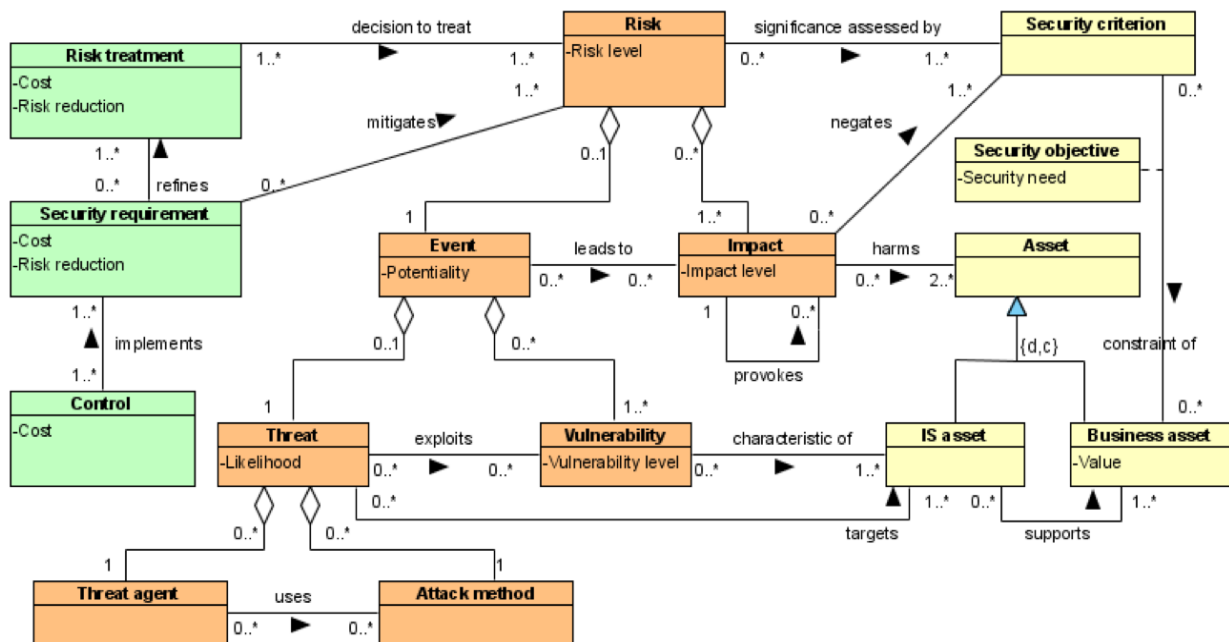 decision to treat
Risk
significance assessed by
Security criterion
Risk treatment
-Risk level
-Cost
-Risk reduction
1..*
1..*
0..*
1..*
1..*
mitigates
negates
1..*
0..*
0..1
0..*
Security objective
-Security need
1..*
0..*
refines
0..*
Security requirement
-Cost
-Risk reduction
1
1..*
0..*
Event
-Potentiality
leads to
0..*
0..*
Impact
-Impact level
harms
0..*
2..*
Asset
1..*
implements
1..*
0..1
0..*
1
0..*
provokes
{d,c}
constraint of
Control
-Cost
1
1..*
0..*
Threat
-Likelihood
exploits
0..*
0..*
Vulnerability
-Vulnerability level
characteristic of
0..*
1..*
IS asset
Business asset
-Value
0..*
1..*
0..*
1..*
targets
supports
0..*
0..*
1
1
Threat agent
uses
0..*
0..*
Attack method